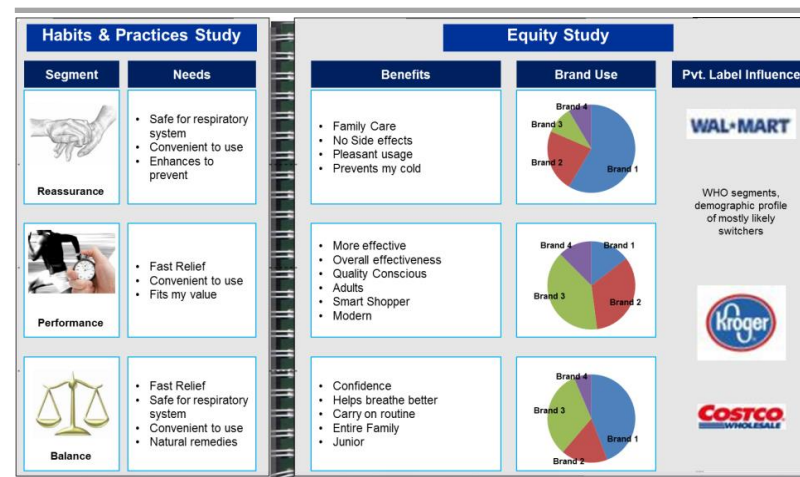 Habits & Practices Study
Equity Study
Segment
Needs
Benefits
Brand Use
Pvt. Label Influence
Reassurance
• Safe for respiratory
system
• Convenient to use
• Enhances to
prevent
• Family Care
• No Side effects
• Pleasant usage
• Prevents my cold
Brand 4
Brand 3
Brand 2
Brand 1
WAL★MART
WHO segments,
demographic profile
of mostly likely
switchers
Performance
• Fast Relief
• Convenient to use
• Fits my value
• More effective
• Overall effectiveness
• Quality Conscious
• Adults
• Smart Shopper
• Modern
Brand 4
Brand 1
Brand 3
Brand 2
Kroger
Balance
• Fast Relief
• Safe for respiratory
system
• Convenient to use
• Natural remedies
• Confidence
• Helps breathe better
• Carry on routine
• Entire Family
• Junior
Brand 4
Brand 3
Brand 1
Brand 2
COSTCO
WHOLESALE